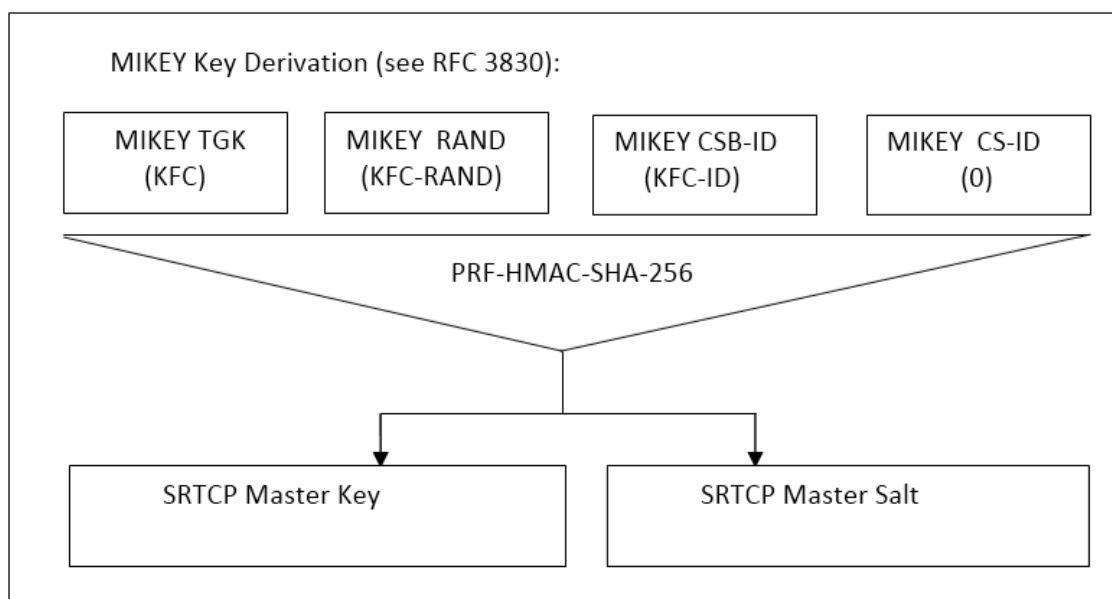 MIKEY Key Derivation (see RFC 3830):
MIKEY TGK
(KFC)
MIKEY RAND
(KFC-RAND)
MIKEY CSB-ID
(KFC-ID)
MIKEY CS-ID
(0)
PRF-HMAC-SHA-256
SRTCP Master Key
SRTCP Master Salt